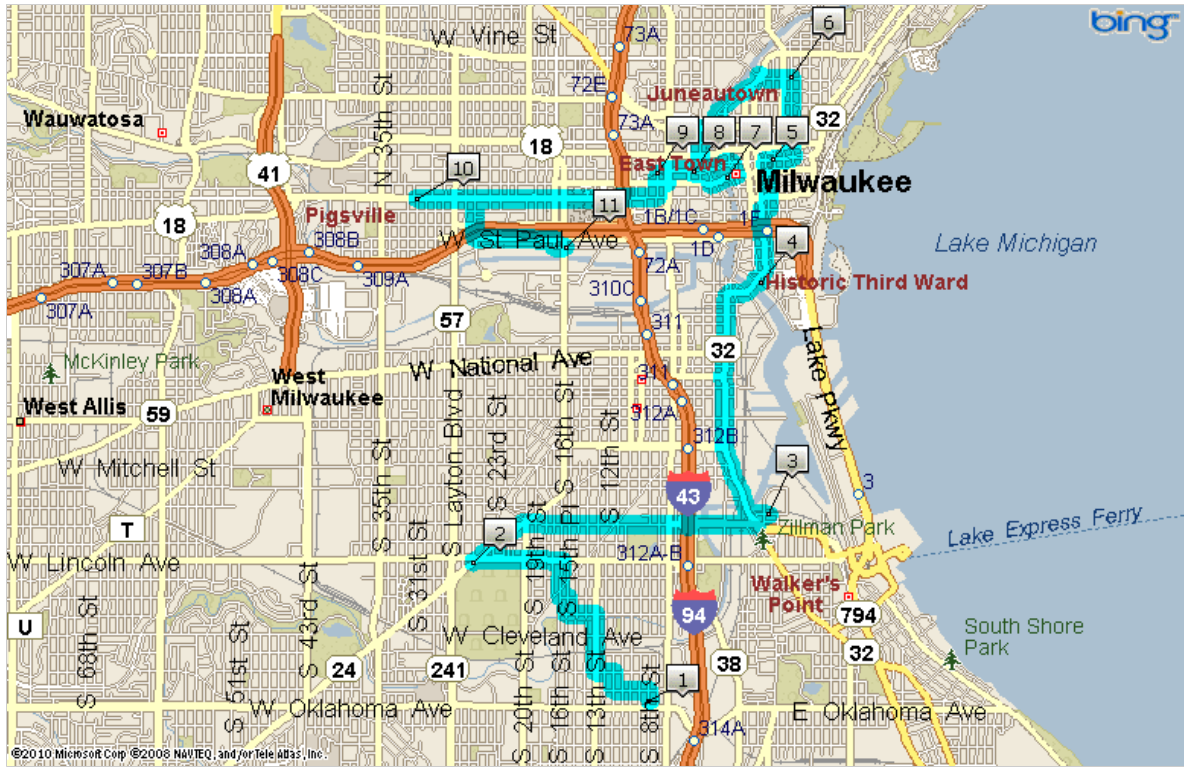 bing
6
W Vine St
73A
72E
Juneautown
Wauwatosa
N 35th St
18
73A
32
9
8
7
5
East Town
41
10
Milwaukee
11
Pigsville
18
1B/1C
1F
W St Paul Ave
308B
1D
4
Lake Michigan
308A
307A
307B
308C
309A
72A
308A
310C
Historic Third Ward
307A
57
311
32
McKinley Park
W National Ave
Lake Pkwy
West Allis
59
West
Milwaukee
311
312A
S 35th St
Layton Blvd
S 23rd St
S 16th St
S 12th St
312B
W Mitchell St
3
43
3
T
S 31st St
2
S 19th St
S 15th Pl
Zillman Park
Lake Express Ferry
W Lincoln Ave
312A-B
Walker's
Point
U
S 68th St
S 51st St
S 43rd St
94
794
South Shore
Park
W Cleveland Ave
24
241
38
32
1
W Oklahoma Ave
S 20th St
S 16th St
S 13th St
S 8th St
E Oklahoma Ave
314A
©2010 Microsoft Corp ©2008 NAVTEQ, and/or Tele Atlas, Inc.